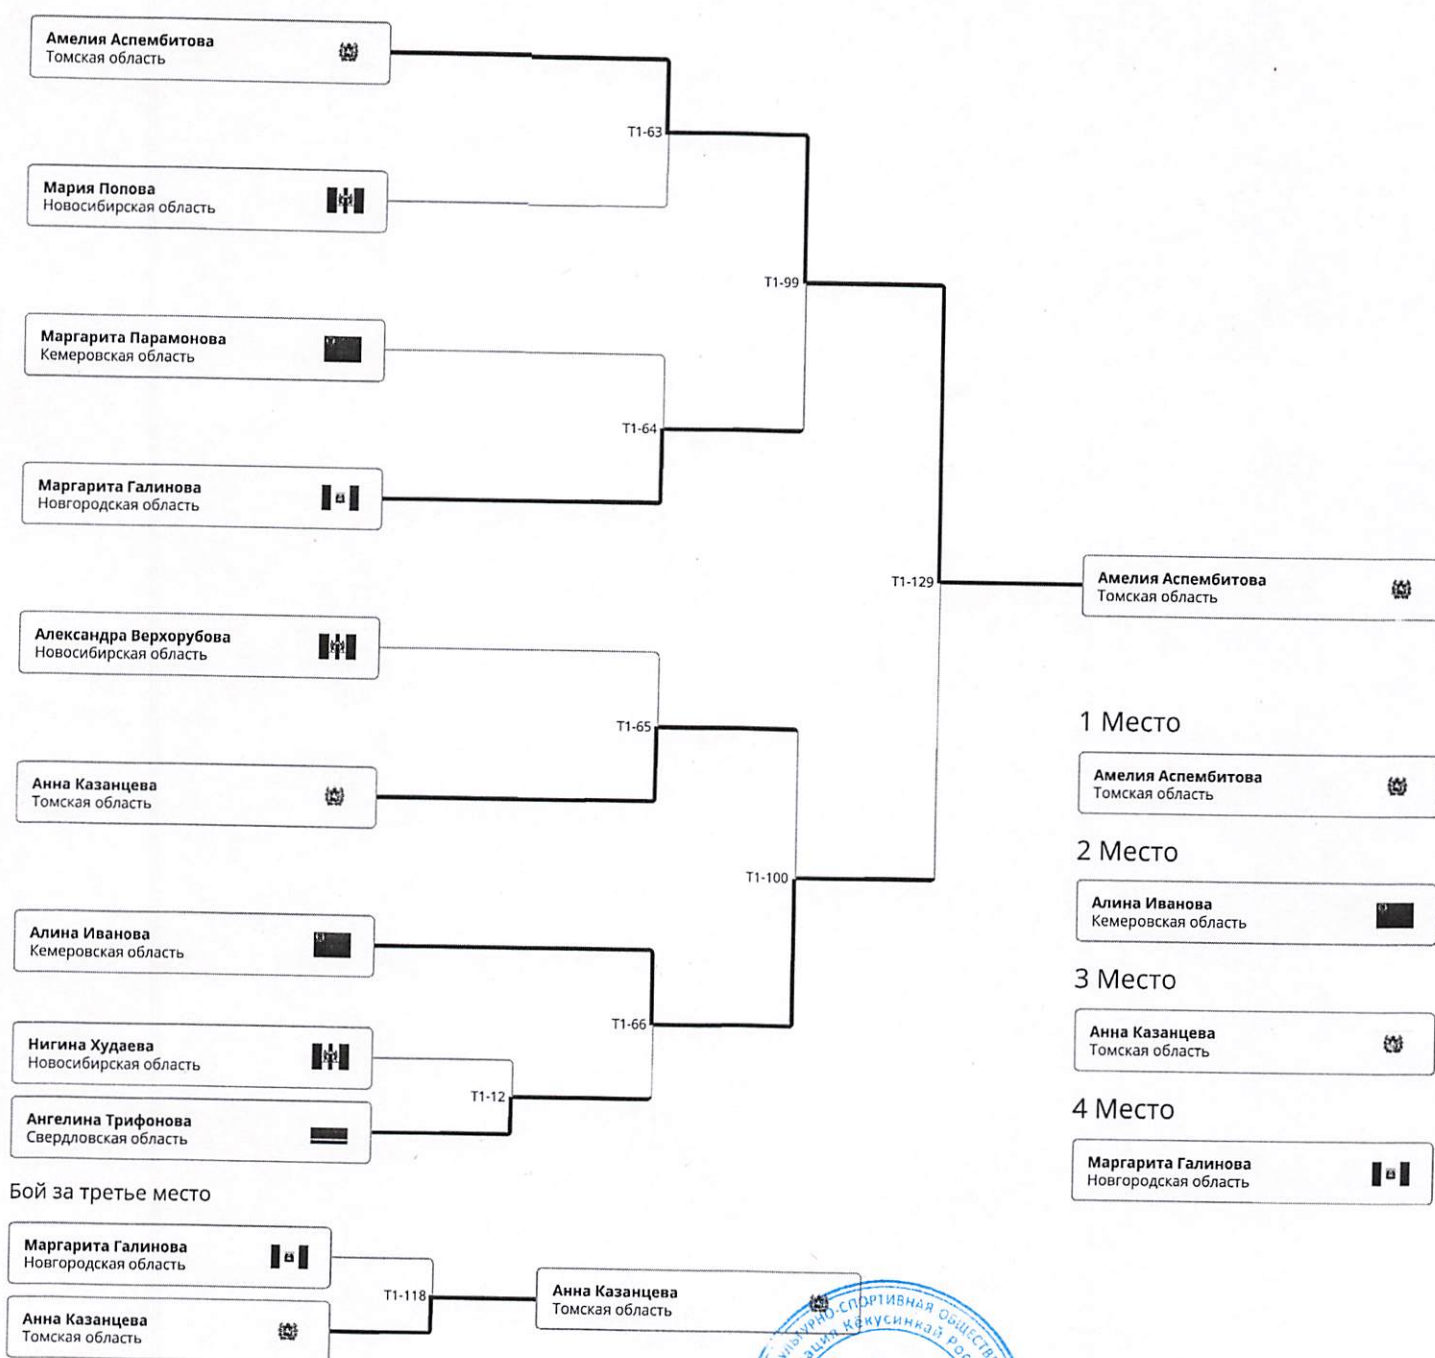 Амелия Аспембитова
Томская область
T1-63
Мария Попова
Новосибирская область
T1-99
Маргарита Парамонова
Кемеровская область
T1-64
Маргарита Галинова
Новгородская область
T1-129
Амелия Аспембитова
Томская область
Александра Верхорубова
Новосибирская область
T1-65
Анна Казанцева
Томская область
T1-100
Алина Иванова
Кемеровская область
T1-66
Нигина Худаева
Новосибирская область
T1-12
Ангелина Трифонова
Свердловская область
1 Место
Амелия Аспембитова
Томская область
2 Место
Алина Иванова
Кемеровская область
3 Место
Анна Казанцева
Томская область
4 Место
Маргарита Галинова
Новгородская область
Бой за третье место
Маргарита Галинова
Новгородская область
T1-118
Анна Казанцева
Томская область
Анна Казанцева
Томская область